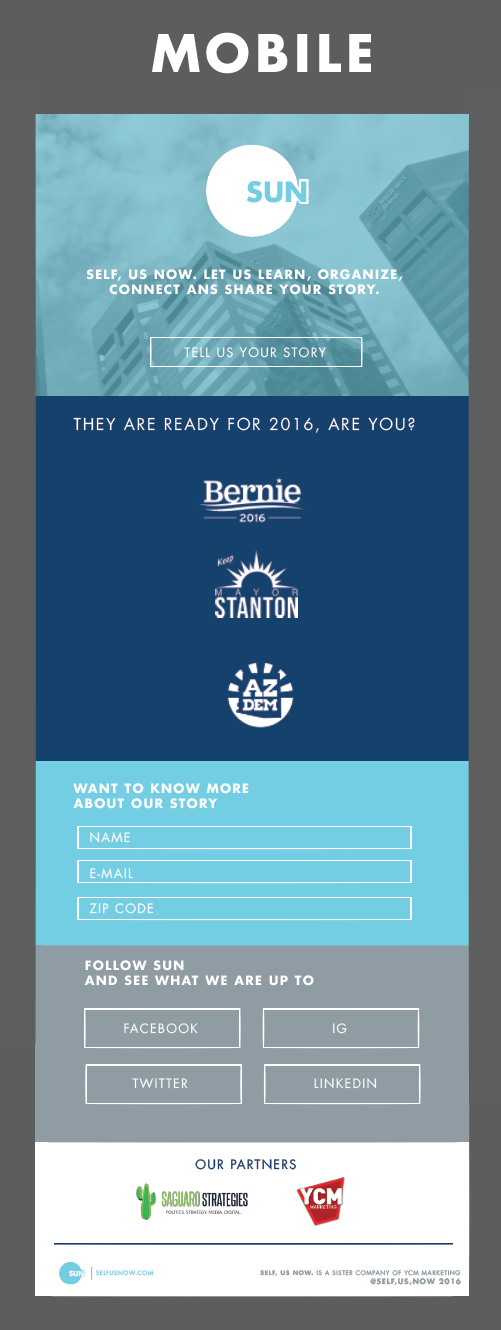 MOBILE
SUN
SELF, US NOW. LET US LEARN, ORGANIZE,
CONNECT ANS SHARE YOUR STORY.
TELL US YOUR STORY
THEY ARE READY FOR 2016, ARE YOU?
Bernie
2016
Keep
MAYOR
STANTON
AZ
DEM
WANT TO KNOW MORE
ABOUT OUR STORY
NAME
E-MAIL
ZIP CODE
FOLLOW SUN
AND SEE WHAT WE ARE UP TO
FACEBOOK
IG
TWITTER
LINKEDIN
OUR PARTNERS
SAGUARO STRATEGIES
POLITICS. STRATEGY. MEDIA. DIGITAL.
YCM
MARKETING
SUN
SELFUSNOW.COM
SELF, US NOW. IS A SISTER COMPANY OF YCM MARKETING
@SELF,US,NOW 2016